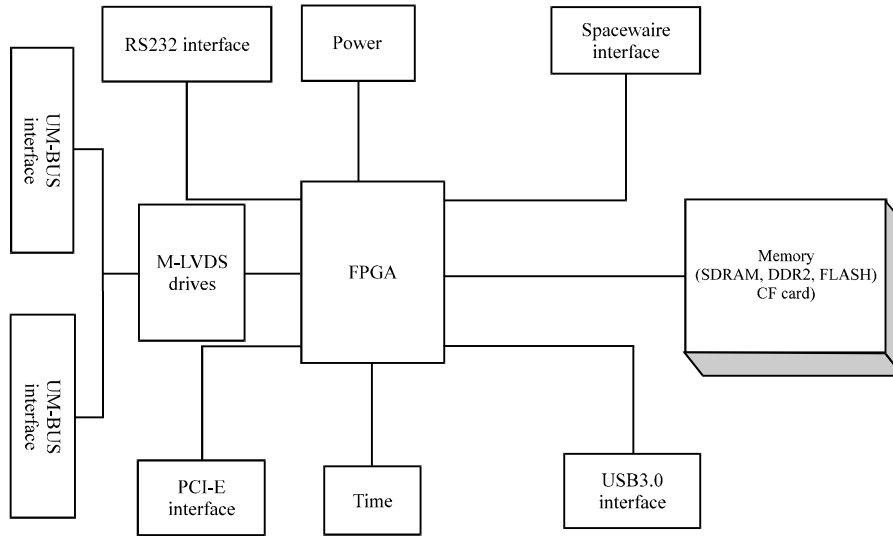 RS232 interface
Power
Spacewaire
interface
UM-BUS
interface
M-LVDS
drives
FPGA
Memory
(SDRAM, DDR2, FLASH)
CF card)
UM-BUS
interface
PCI-E
interface
Time
USB3.0
interface